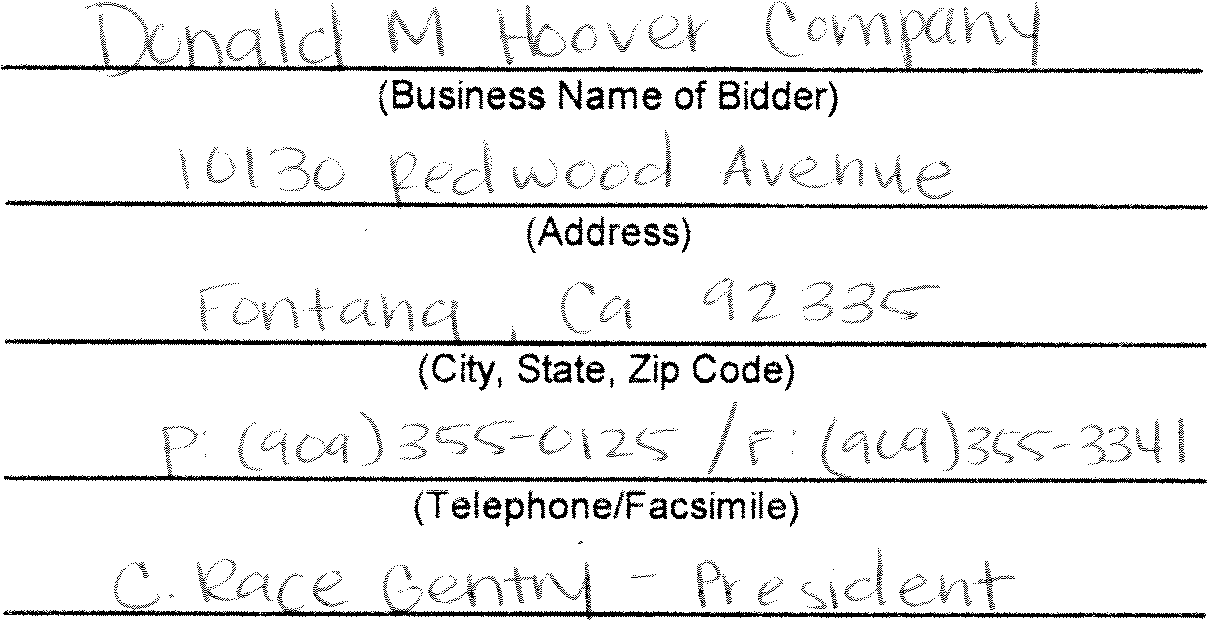 Donald M Hoover Company
(Business Name of Bidder)
10130 Redwood Avenue
(Address)
Fontana, Ca 92335
(City, State, Zip Code)
P: (909) 355-0125 / F: (909) 355-3341
(Telephone/Facsimile)
C. Race Gentry - President